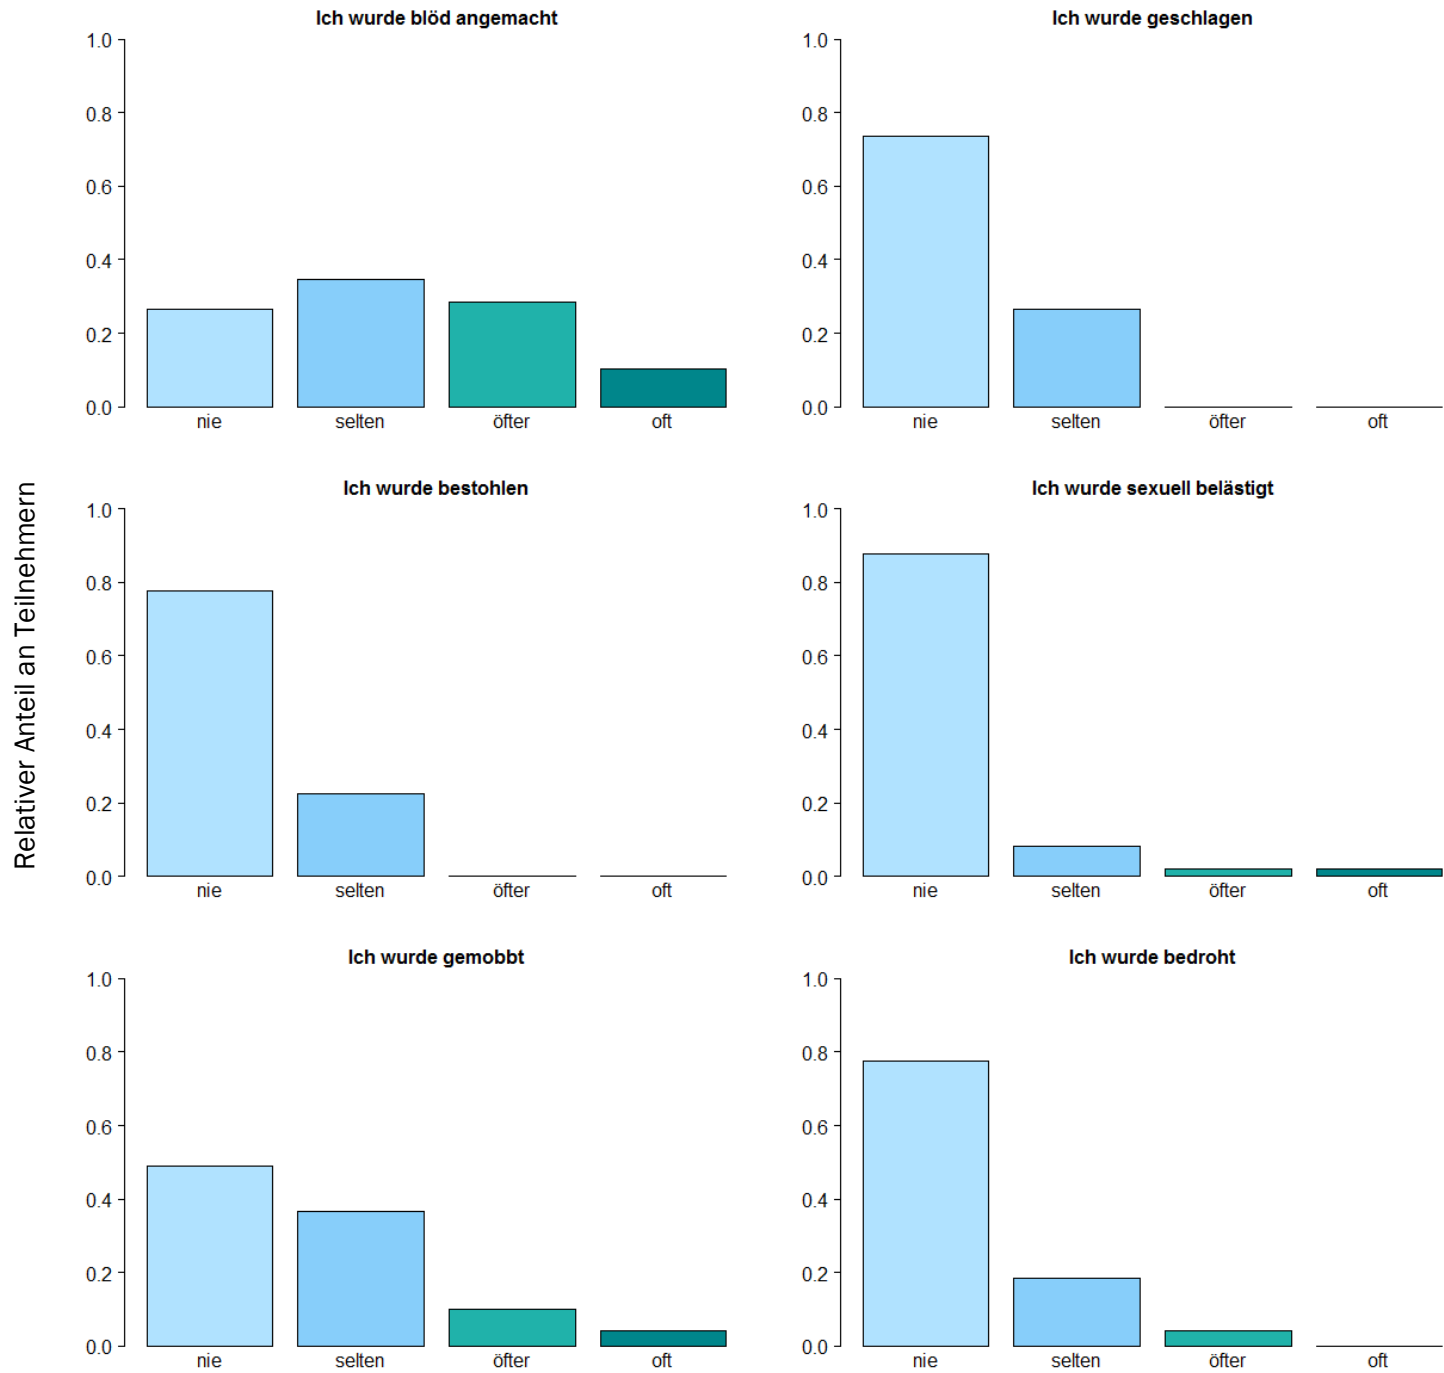 Relativer Anteil an Teilnehmern
Ich wurde blöd angemacht
1.0
0.8
0.6
0.4
0.2
0.0
nie selten öfter oft
Ich wurde geschlagen
1.0
0.8
0.6
0.4
0.2
0.0
nie selten öfter oft
Ich wurde bestohlen
1.0
0.8
0.6
0.4
0.2
0.0
nie selten öfter oft
Ich wurde sexuell belästigt
1.0
0.8
0.6
0.4
0.2
0.0
nie selten öfter oft
Ich wurde gemobbt
1.0
0.8
0.6
0.4
0.2
0.0
nie selten öfter oft
Ich wurde bedroht
1.0
0.8
0.6
0.4
0.2
0.0
nie selten öfter oft